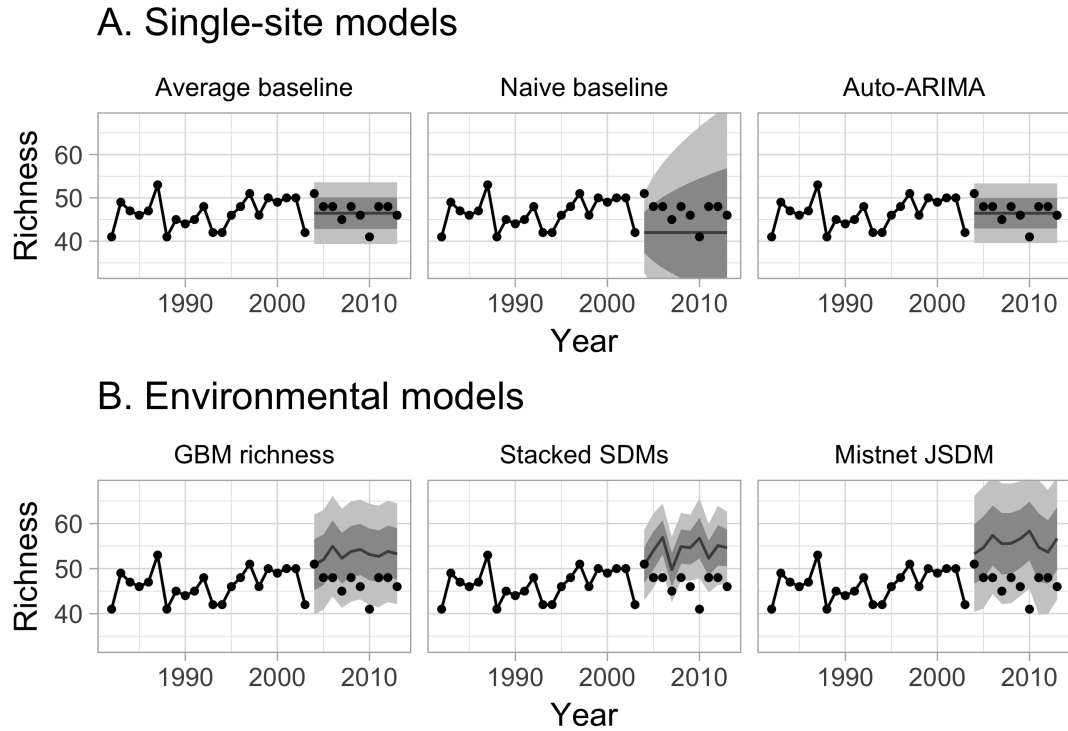 A. Single-site models
Average baseline Naive baseline Auto-ARIMA
Richness
60
50
40
1990 2000 2010 1990 2000 2010 1990 2000 2010
Year
B. Environmental models
GBM richness Stacked SDMs Mistnet JSDM
Richness
60
50
40
1990 2000 2010 1990 2000 2010 1990 2000 2010
Year